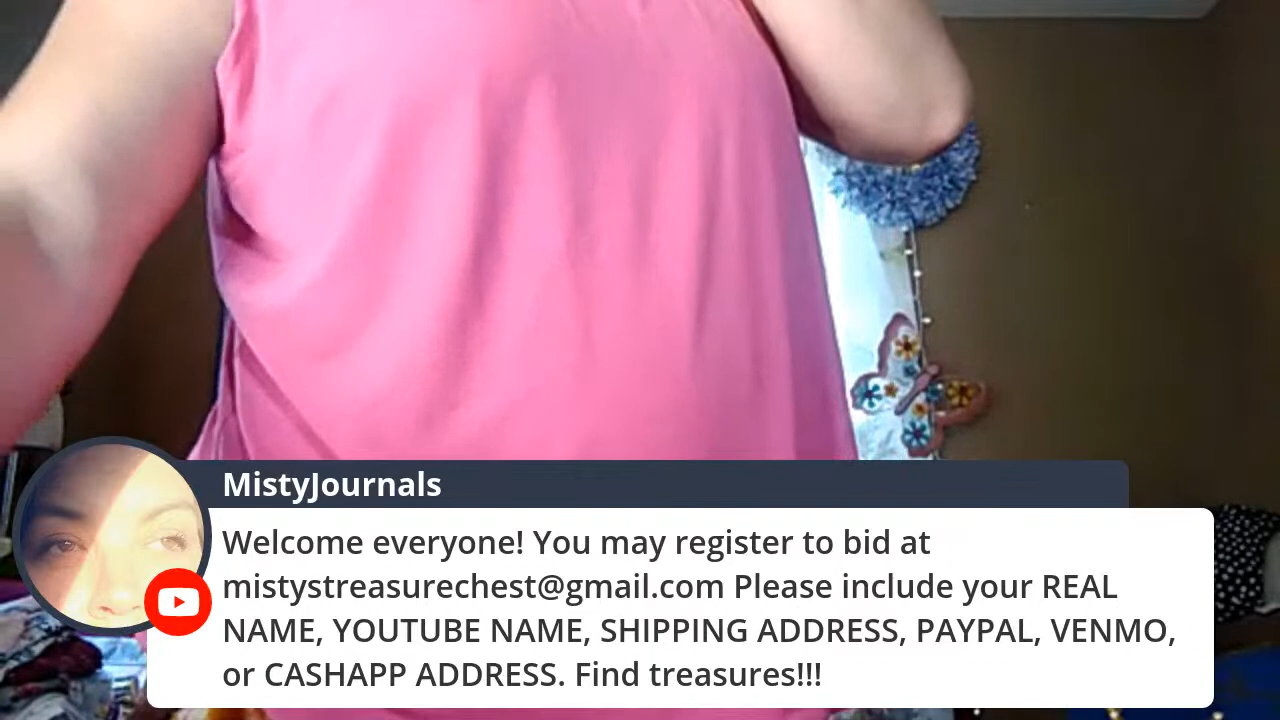 MistyJournals
Welcome everyone! You may register to bid at
mistystreasurechest@gmail.com Please include your REAL
NAME, YOUTUBE NAME, SHIPPING ADDRESS, PAYPAL, VENMO,
or CASHAPP ADDRESS. Find treasures!!!